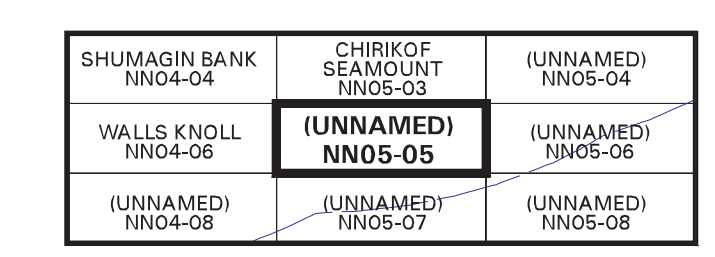 SHUMAGIN BANK
NN04-04
CHIRIKOF
SEAMOUNT
NN05-03
(UNNAMED)
NN05-04
WALLS KNOLL
NN04-06
(UNNAMED)
NN05-05
(UNNAMED)
NN05-06
(UNNAMED)
NN04-08
(UNNAMED)
NN05-07
(UNNAMED)
NN05-08